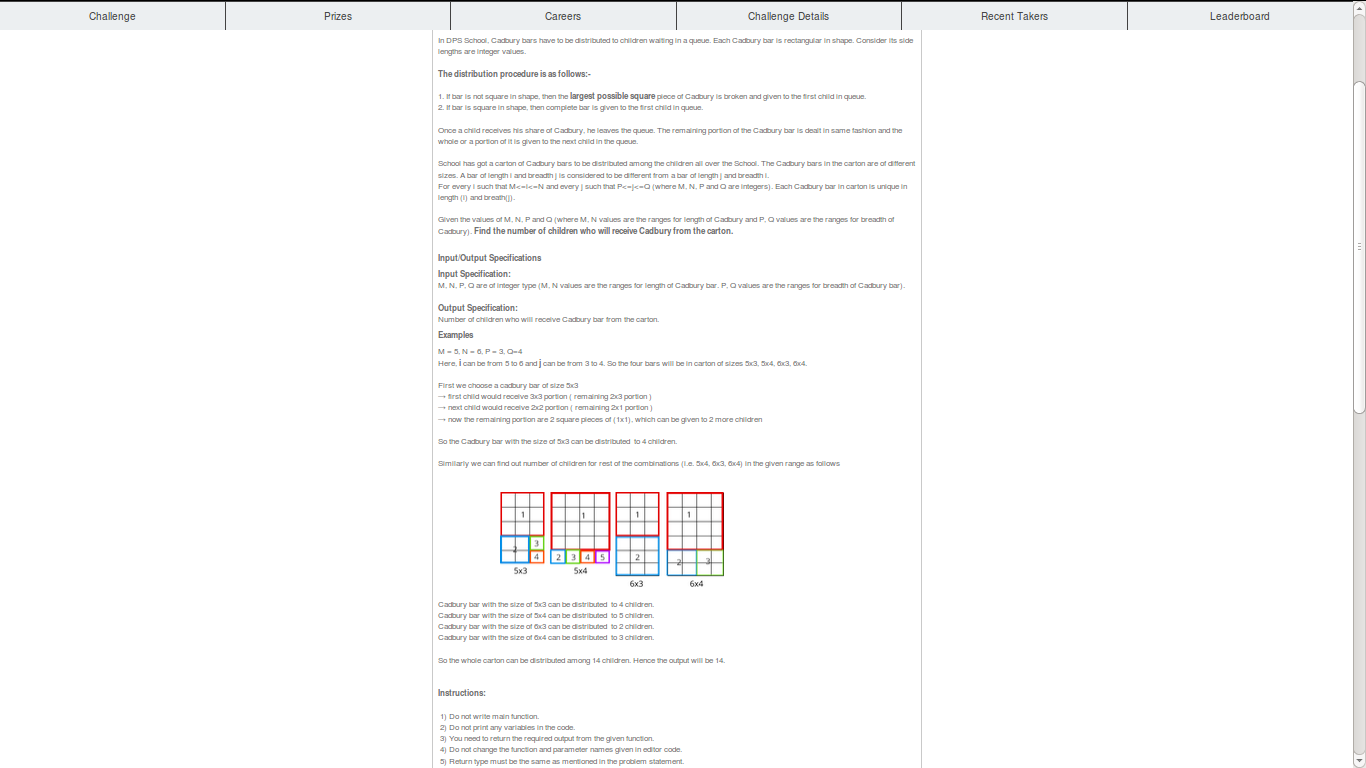 Challenge Prizes Careers Challenge Details Recent Takers Leaderboard
In DPS School, Cadbury bars have to be distributed to children waiting in a queue. Each Cadbury bar is rectangular in shape. Consider its side
lengths are integer values.
The distribution procedure is as follows:-
1. If bar is not square in shape, then the largest possible square piece of Cadbury is broken and given to the first child in queue.
2. If bar is square in shape, then complete bar is given to the first child in queue.
Once a child receives his share of Cadbury, he leaves the queue. The remaining portion of the Cadbury bar is dealt in same fashion and the
whole or a portion of it is given to the next child in the queue.
School has got a carton of Cadbury bars to be distributed among the children all over the School. The Cadbury bars in the carton are of different
sizes. A bar of length i and breadth j is considered to be different from a bar of length j and breadth i.
For every i such that M<=i<=N and every j such that P<=j<=Q (where M, N, P and Q are integers). Each Cadbury bar in carton is unique in
length (i) and breath(j)).
Given the values of M, N, P and Q (where M, N values are the ranges for length of Cadbury and P, Q values are the ranges for breadth of
Cadbury). Find the number of children who will receive Cadbury from the carton.
Input/Output Specifications
Input Specification:
M, N, P, Q are of integer type (M, N values are the ranges for length of Cadbury bar. P, Q values are the ranges for breadth of Cadbury bar).
Output Specification:
Number of children who will receive Cadbury bar from the carton.
Examples
M = 5, N = 6, P = 3, Q=4
Here, i can be from 5 to 6 and j can be from 3 to 4. So the four bars will be in carton of sizes 5x3, 5x4, 6x3, 6x4.
First we choose a cadbury bar of size 5x3
→ first child would receive 3x3 portion ( remaining 2x3 portion )
→ next child would receive 2x2 portion ( remaining 2x1 portion )
→ now the remaining portion are 2 square pieces of (1x1), which can be given to 2 more children
So the Cadbury bar with the size of 5x3 can be distributed to 4 children.
Similarly we can find out number of children for rest of the combinations (i.e. 5x4, 6x3, 6x4) in the given range as follows
1 1 1 1
2 3
4 2 3 4 5 2 2 3
5x3 5x4 6x3 6x4
Cadbury bar with the size of 5x3 can be distributed to 4 children.
Cadbury bar with the size of 5x4 can be distributed to 5 children.
Cadbury bar with the size of 6x3 can be distributed to 2 children.
Cadbury bar with the size of 6x4 can be distributed to 3 children.
So the whole carton can be distributed among 14 children. Hence the output will be 14.
Instructions:
1) Do not write main function.
2) Do not print any variables in the code.
3) You need to return the required output from the given function.
4) Do not change the function and parameter names given in editor code.
5) Return type must be the same as mentioned in the problem statement.